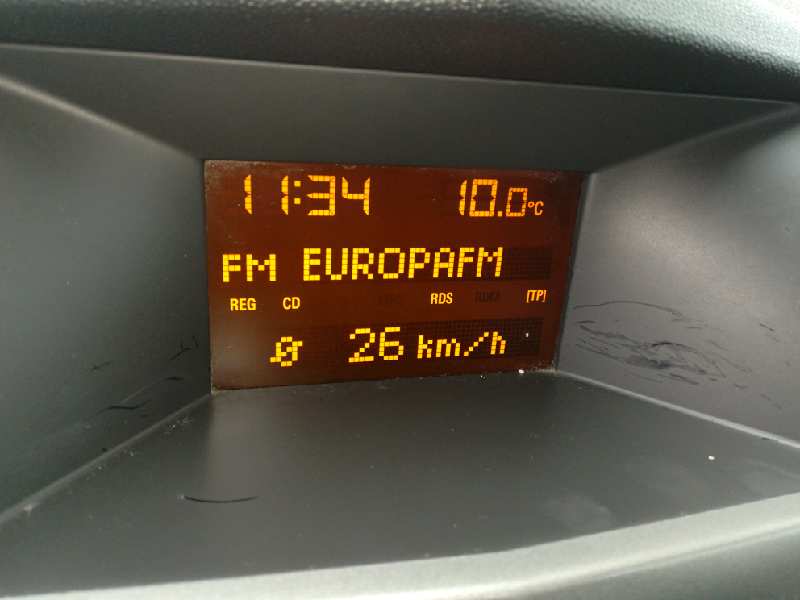 11:34 10.0°C
FM EUROPAFM
REG CD RDS [TP]
Ø 26 km/h